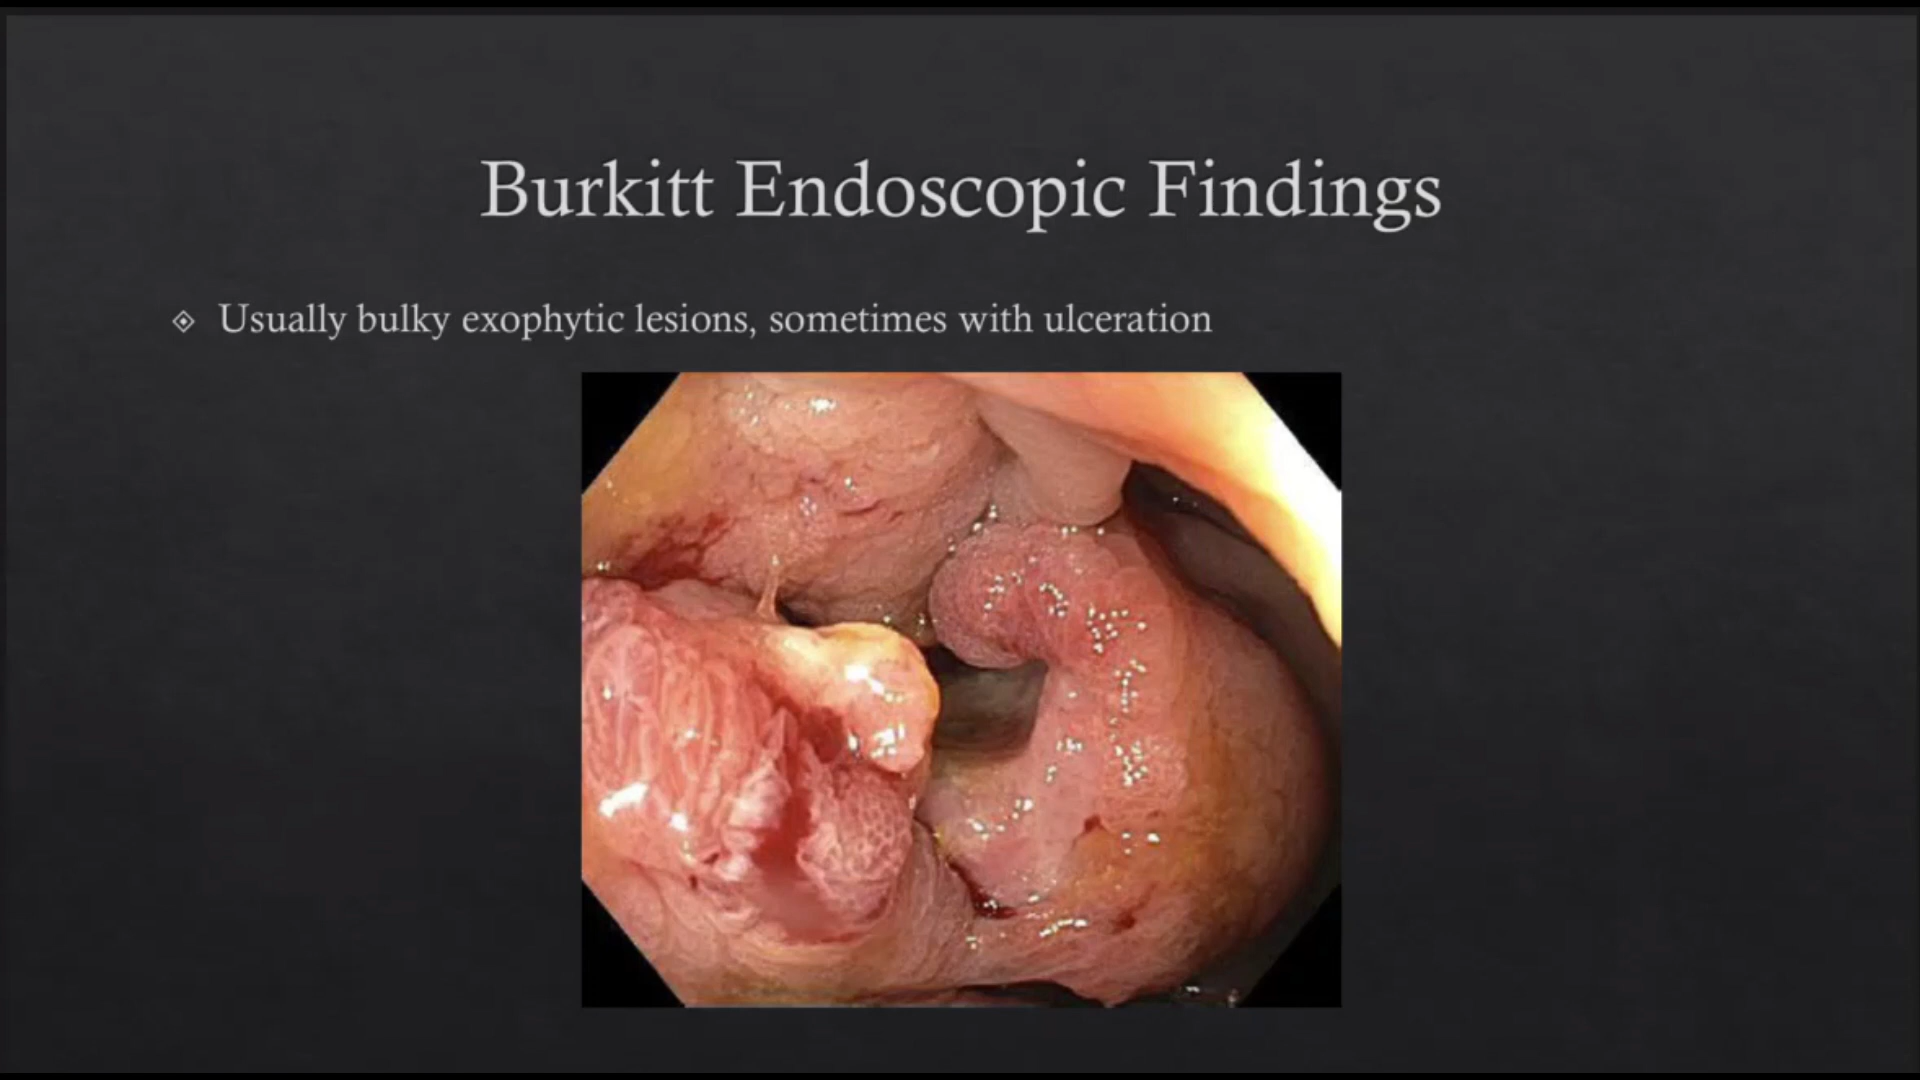 Burkitt Endoscopic Findings
Usually bulky exophytic lesions, sometimes with ulceration